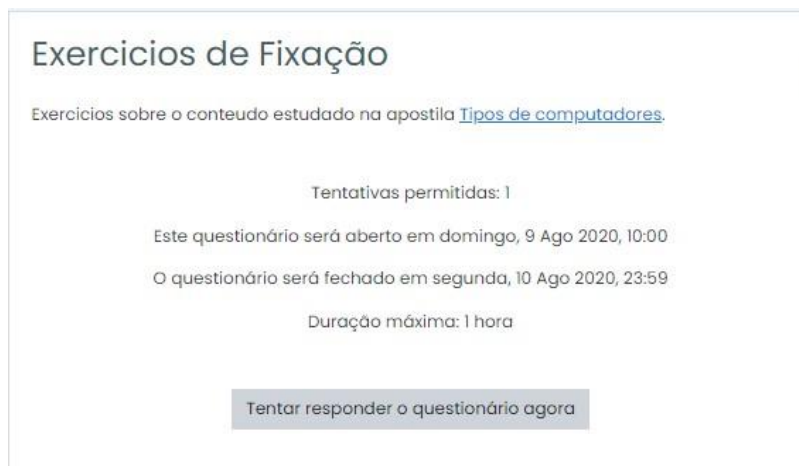 Exercicios de Fixação
Exercicios sobre o conteudo estudado na apostila Tipos de computadores.
Tentativas permitidas: 1
Este questionário será aberto em domingo, 9 Ago 2020, 10:00
O questionário será fechado em segunda, 10 Ago 2020, 23:59
Duração máxima: 1 hora
Tentar responder o questionário agora